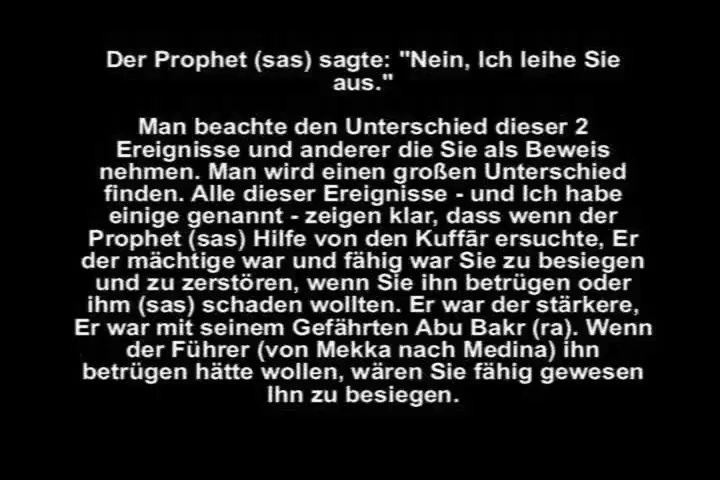 Der Prophet (sas) sagte: "Nein, Ich leihe Sie
aus."
Man beachte den Unterschied dieser 2
Ereignisse und anderer die Sie als Beweis
nehmen. Man wird einen großen Unterschied
finden. Alle dieser Ereignisse - und Ich habe
einige genannt - zeigen klar, dass wenn der
Prophet (sas) Hilfe von den Kuffār ersuchte, Er
der mächtige war und fähig war Sie zu besiegen
und zu zerstören, wenn Sie ihn betrügen oder
ihm (sas) schaden wollten. Er war der stärkere,
Er war mit seinem Gefährten Abu Bakr (ra). Wenn
der Führer (von Mekka nach Medina) ihn
betrügen hätte wollen, wären Sie fähig gewesen
Ihn zu besiegen.